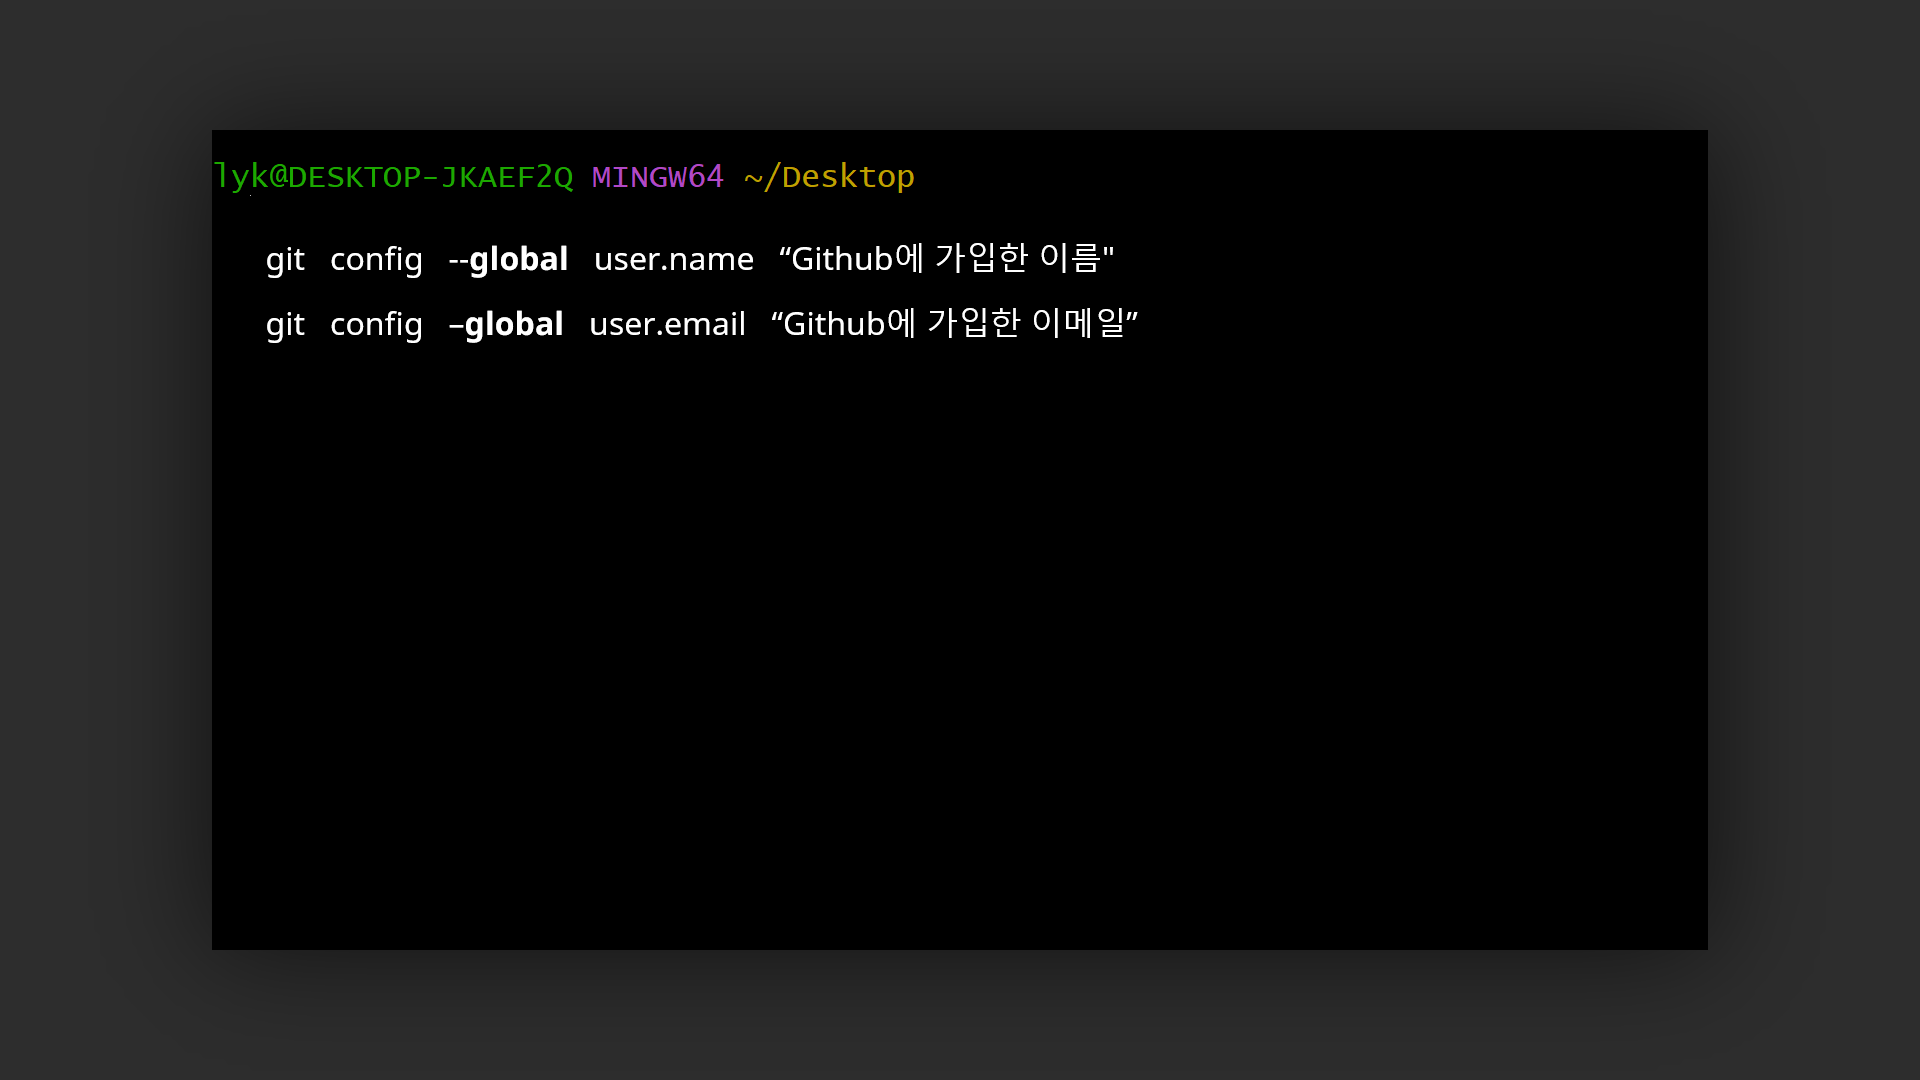 lyk@DESKTOP-JKAEF2Q MINGW64 ~/Desktop
git config --global user.name “Github에 가입한 이름"
git config –global user.email “Github에 가입한 이메일”